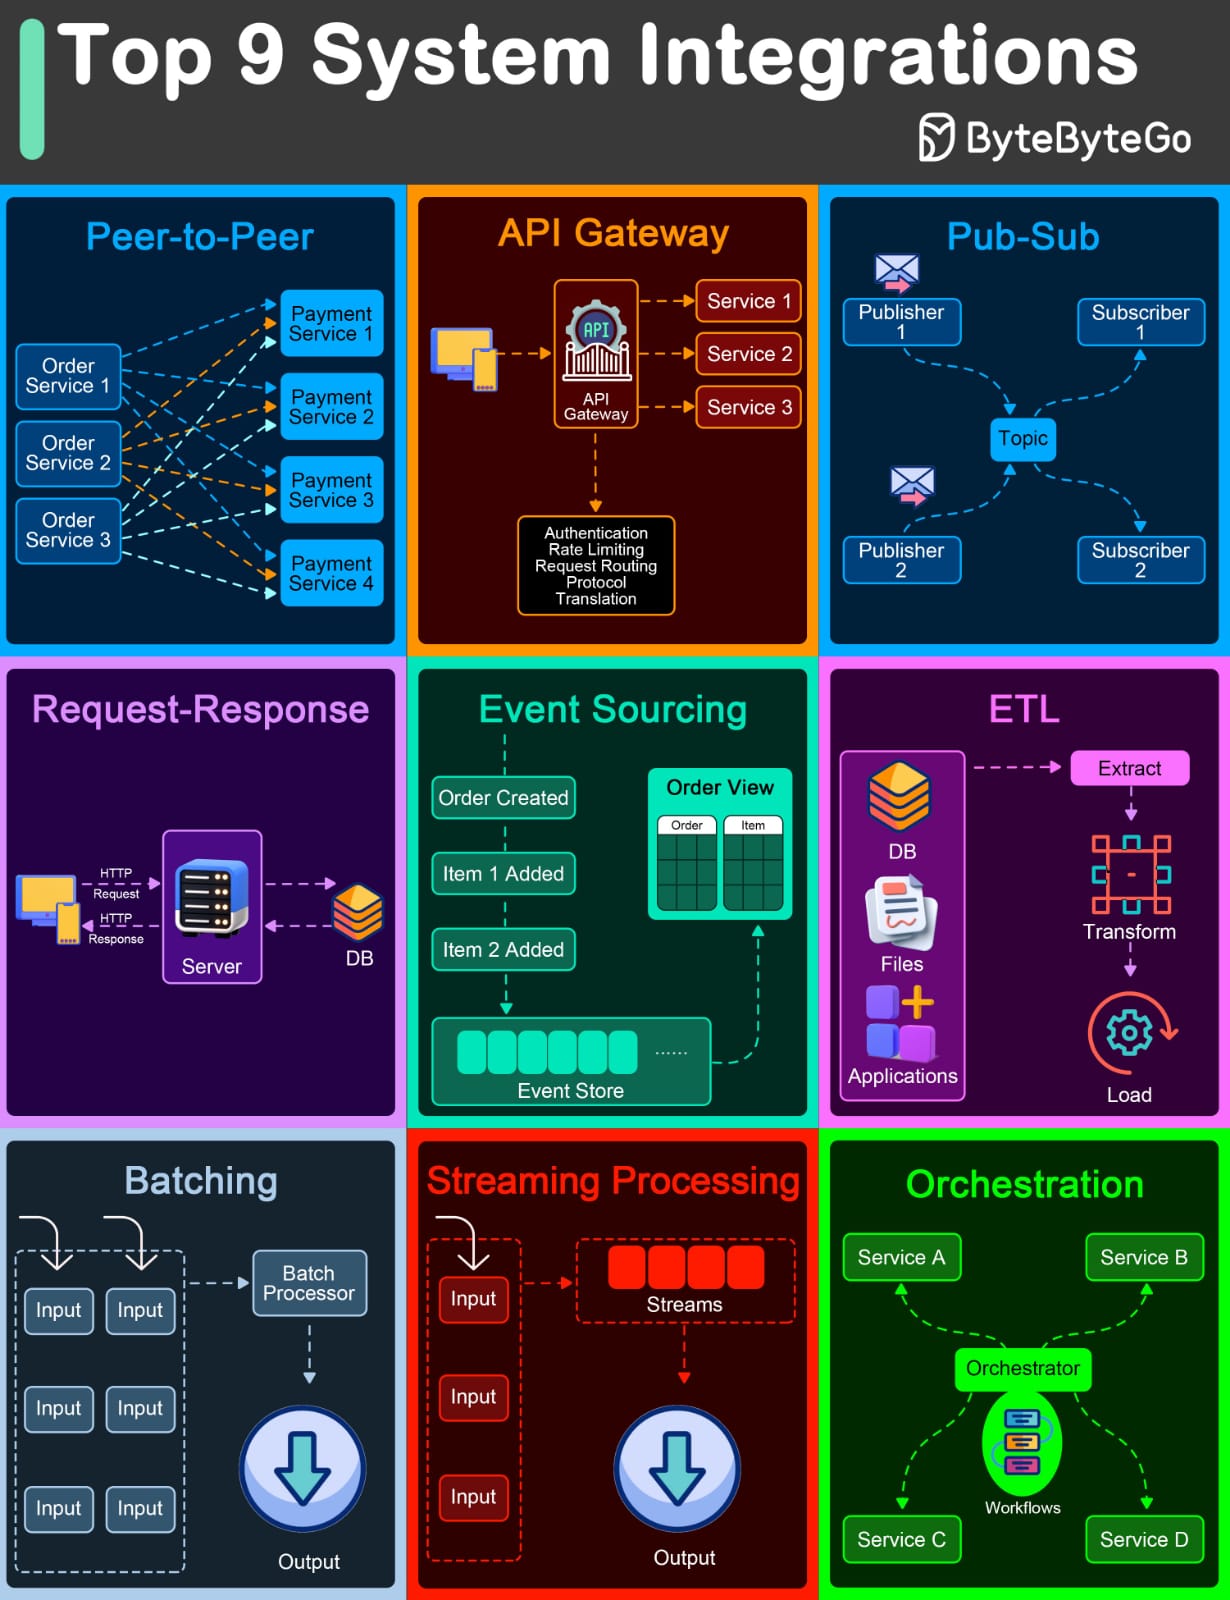 Top 9 System Integrations
ByteByteGo
Peer-to-Peer
Order
Service 1
Order
Service 2
Order
Service 3
Payment
Service 1
Payment
Service 2
Payment
Service 3
Payment
Service 4
API Gateway
API
API
Gateway
Service 1
Service 2
Service 3
Authentication
Rate Limiting
Request Routing
Protocol
Translation
Pub-Sub
Publisher
1
Subscriber
1
Topic
Publisher
2
Subscriber
2
Request-Response
HTTP
Request
HTTP
Response
Server
DB
Event Sourcing
Order Created
Item 1 Added
Item 2 Added
Order View
Order
Item
......
Event Store
ETL
DB
Files
Applications
Extract
Transform
Load
Batching
Input
Input
Input
Input
Input
Input
Batch
Processor
Output
Streaming Processing
Input
Input
Input
Streams
Output
Orchestration
Service A
Service B
Orchestrator
Workflows
Service C
Service D